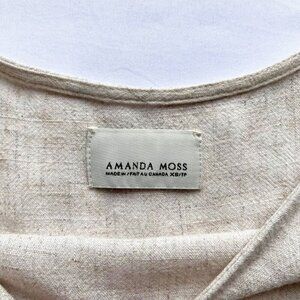 AMANDA MOSS
MADE IN / FAIT AU CANADA XS/TP